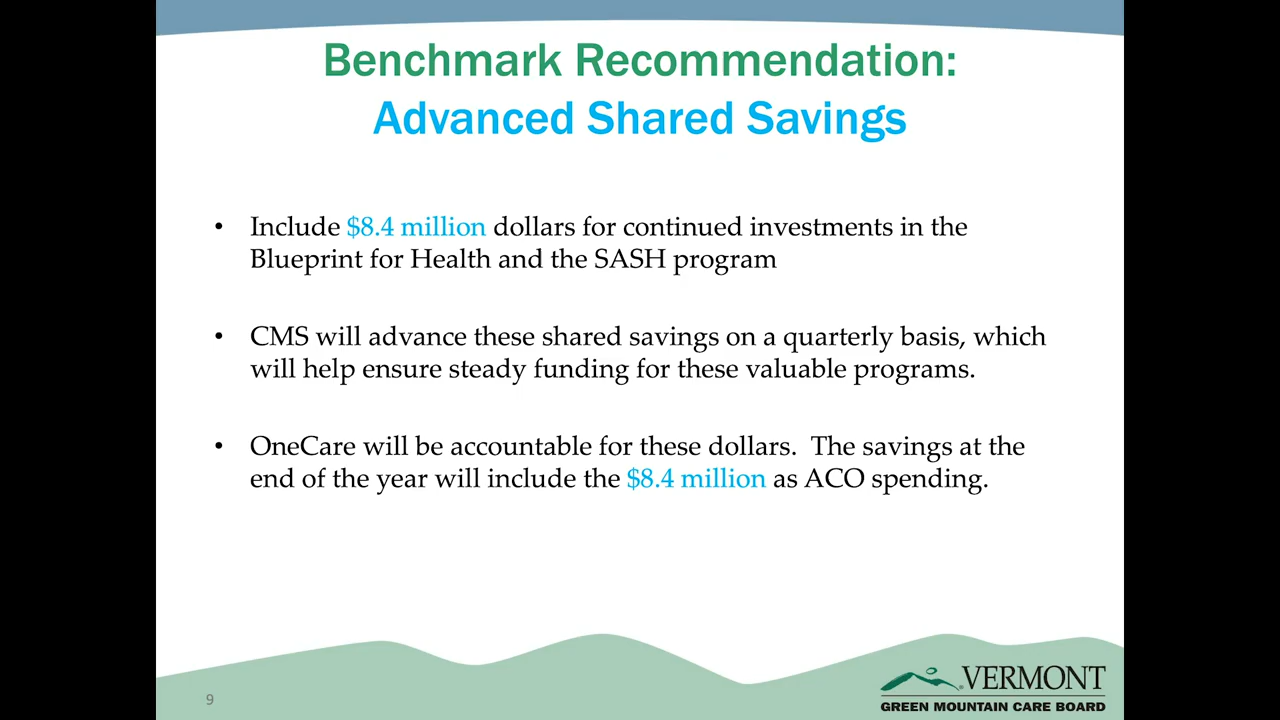 Benchmark Recommendation:
Advanced Shared Savings
• Include $8.4 million dollars for continued investments in the
Blueprint for Health and the SASH program
• CMS will advance these shared savings on a quarterly basis, which
will help ensure steady funding for these valuable programs.
• OneCare will be accountable for these dollars.  The savings at the
end of the year will include the $8.4 million as ACO spending.
9
VERMONT
GREEN MOUNTAIN CARE BOARD